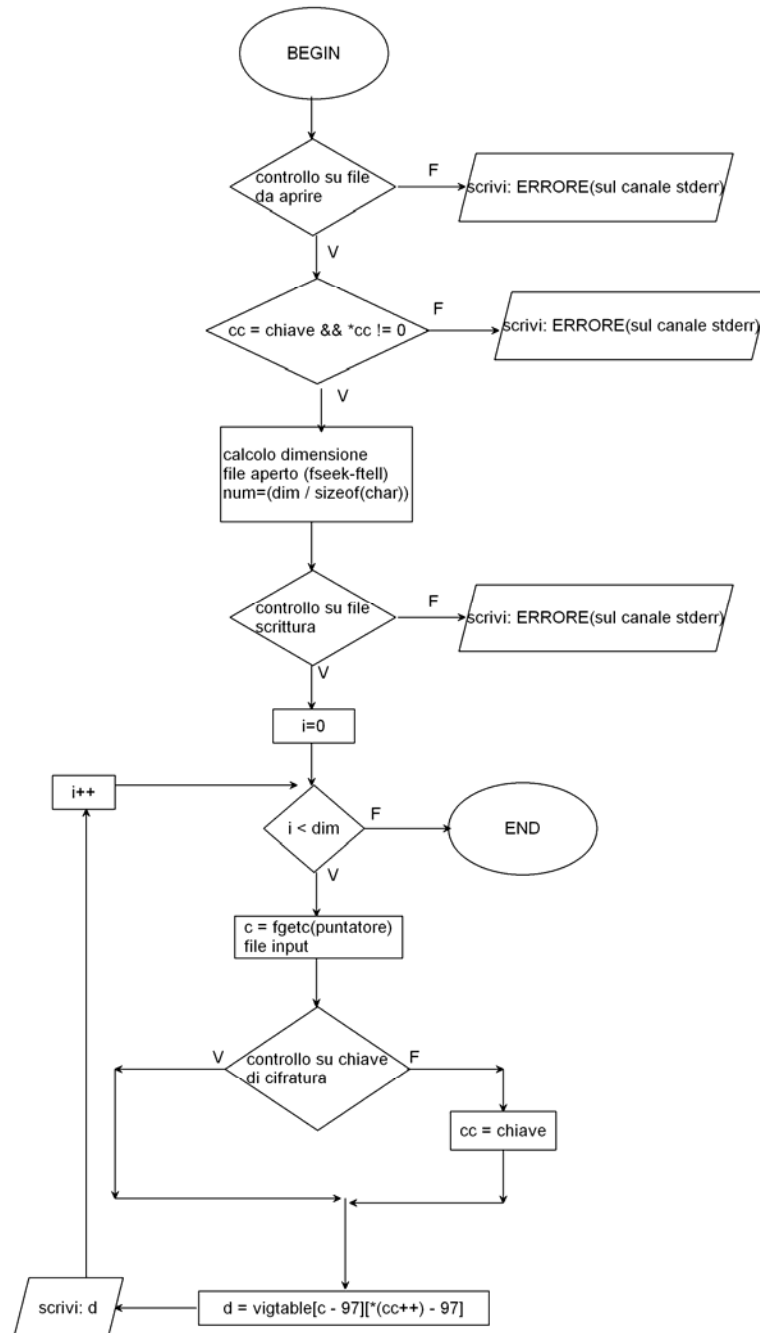 BEGIN
controllo su file
da aprire
F
scrivi: ERRORE(sul canale stderr)
V
cc = chiave && *cc != 0
F
scrivi: ERRORE(sul canale stderr)
V
calcolo dimensione
file aperto (fseek-ftell)
num=(dim / sizeof(char))
controllo su file
scrittura
F
scrivi: ERRORE(sul canale stderr)
V
i=0
i++
i < dim
F
END
V
c = fgetc(puntatore)
file input
V
controllo su chiave
di cifratura
F
cc = chiave
scrivi: d
d = vigtable[c - 97][*(cc++) - 97]